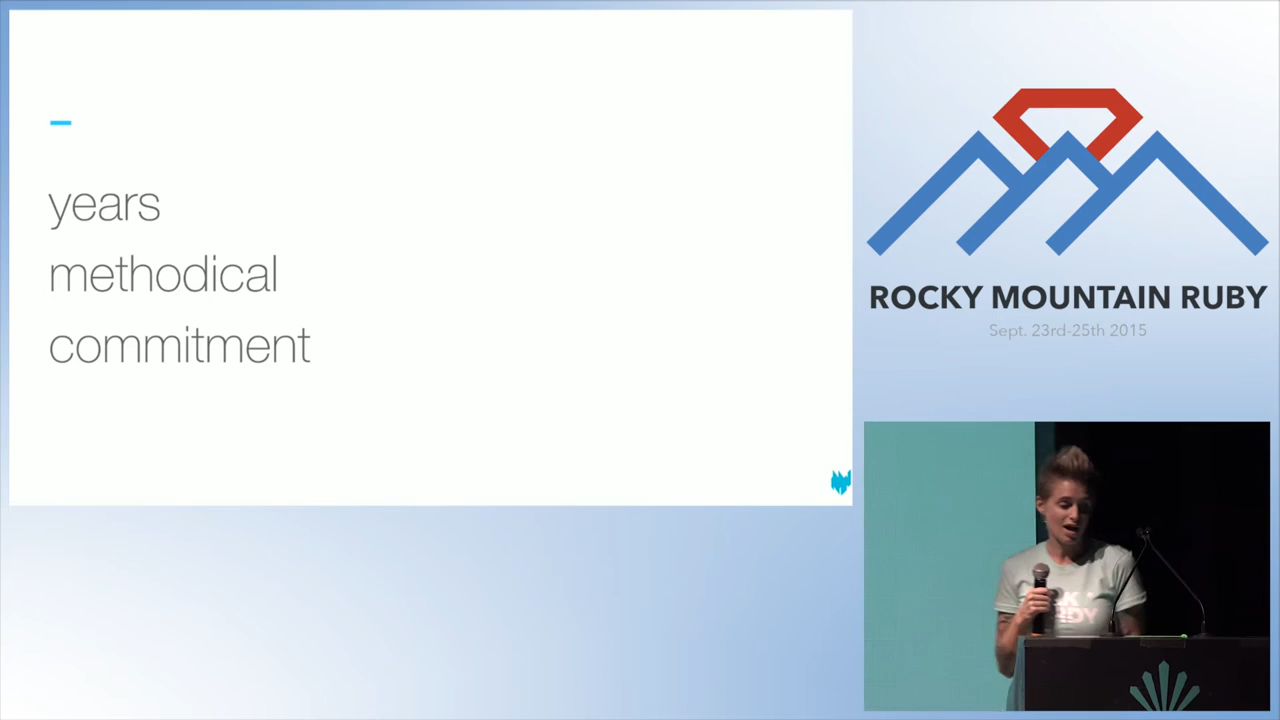 years
methodical
commitment
ROCKY MOUNTAIN RUBY
Sept. 23rd-25th 2015